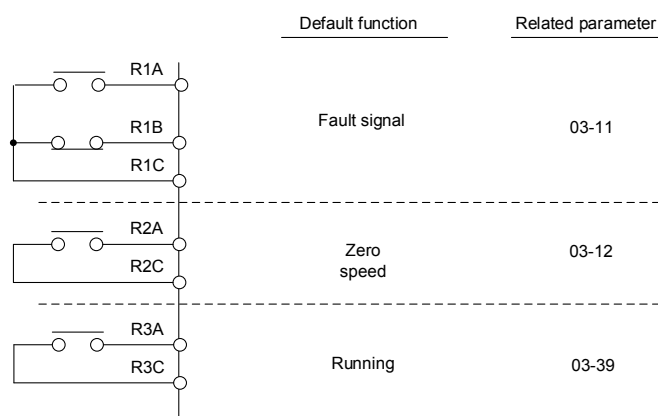 Default function
Related parameter
R1A
R1B
R1C
Fault signal
03-11
R2A
R2C
Zero
speed
03-12
R3A
R3C
Running
03-39